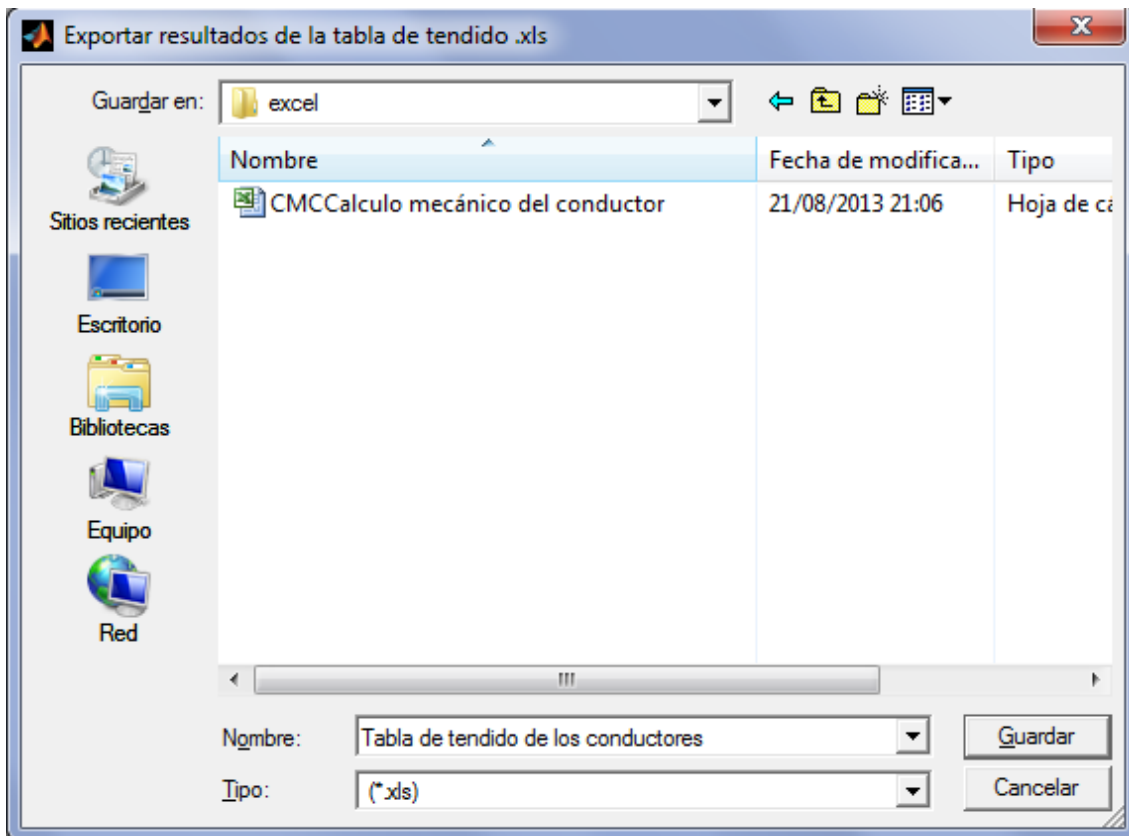 Exportar resultados de la tabla de tendido .xls
Guardar en: excel
Nombre Fecha de modifica... Tipo
CMCCalculo mecánico del conductor 21/08/2013 21:06 Hoja de cá
Sitios recientes
Escritorio
Bibliotecas
Equipo
Red
Nombre: Tabla de tendido de los conductores Guardar
Tipo: (*.xls) Cancelar